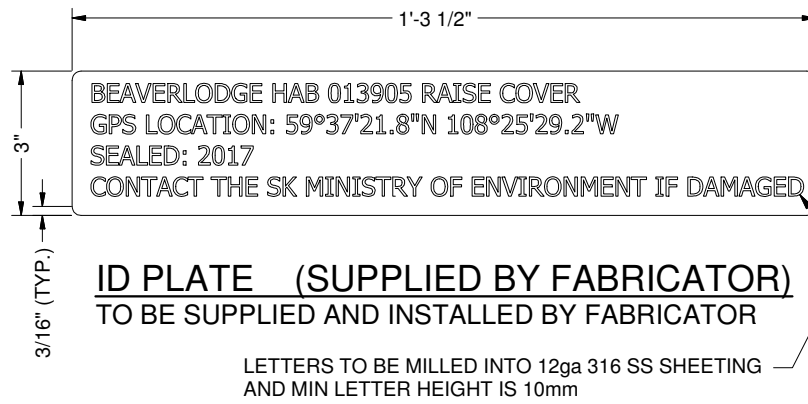 1'-3 1/2"
3"
BEAVERLODGE HAB 013905 RAISE COVER
GPS LOCATION: 59°37'21.8"N 108°25'29.2"W
SEALED: 2017
CONTACT THE SK MINISTRY OF ENVIRONMENT IF DAMAGED
3/16" (TYP.)
ID PLATE (SUPPLIED BY FABRICATOR)
TO BE SUPPLIED AND INSTALLED BY FABRICATOR
LETTERS TO BE MILLED INTO 12ga 316 SS SHEETING
AND MIN LETTER HEIGHT IS 10mm